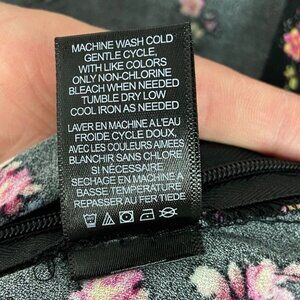 MACHINE WASH COLD
GENTLE CYCLE,
WITH LIKE COLORS
ONLY NON-CHLORINE
BLEACH WHEN NEEDED
TUMBLE DRY LOW
COOL IRON AS NEEDED
LAVER EN MACHINE A L'EAU
FROIDE CYCLE DOUX,
AVEC LES COULEURS AIMEES
BLANCHIR SANS CHLORE
SI NÉCESSAIRE
SECHAGE EN MACHINE A
BASSE TEMPERATURE
REPASSER AU FER TIEDE